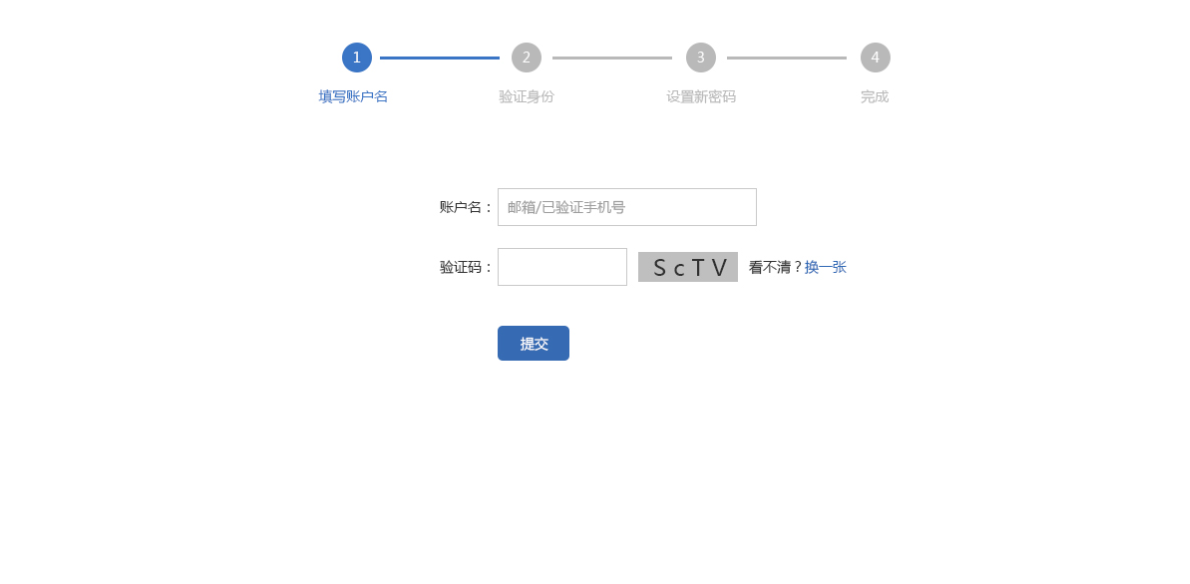 1 2 3 4
填写账户名 验证身份 设置新密码 完成
账户名： 邮箱/已验证手机号
验证码： ScTV 看不清？换一张
提交